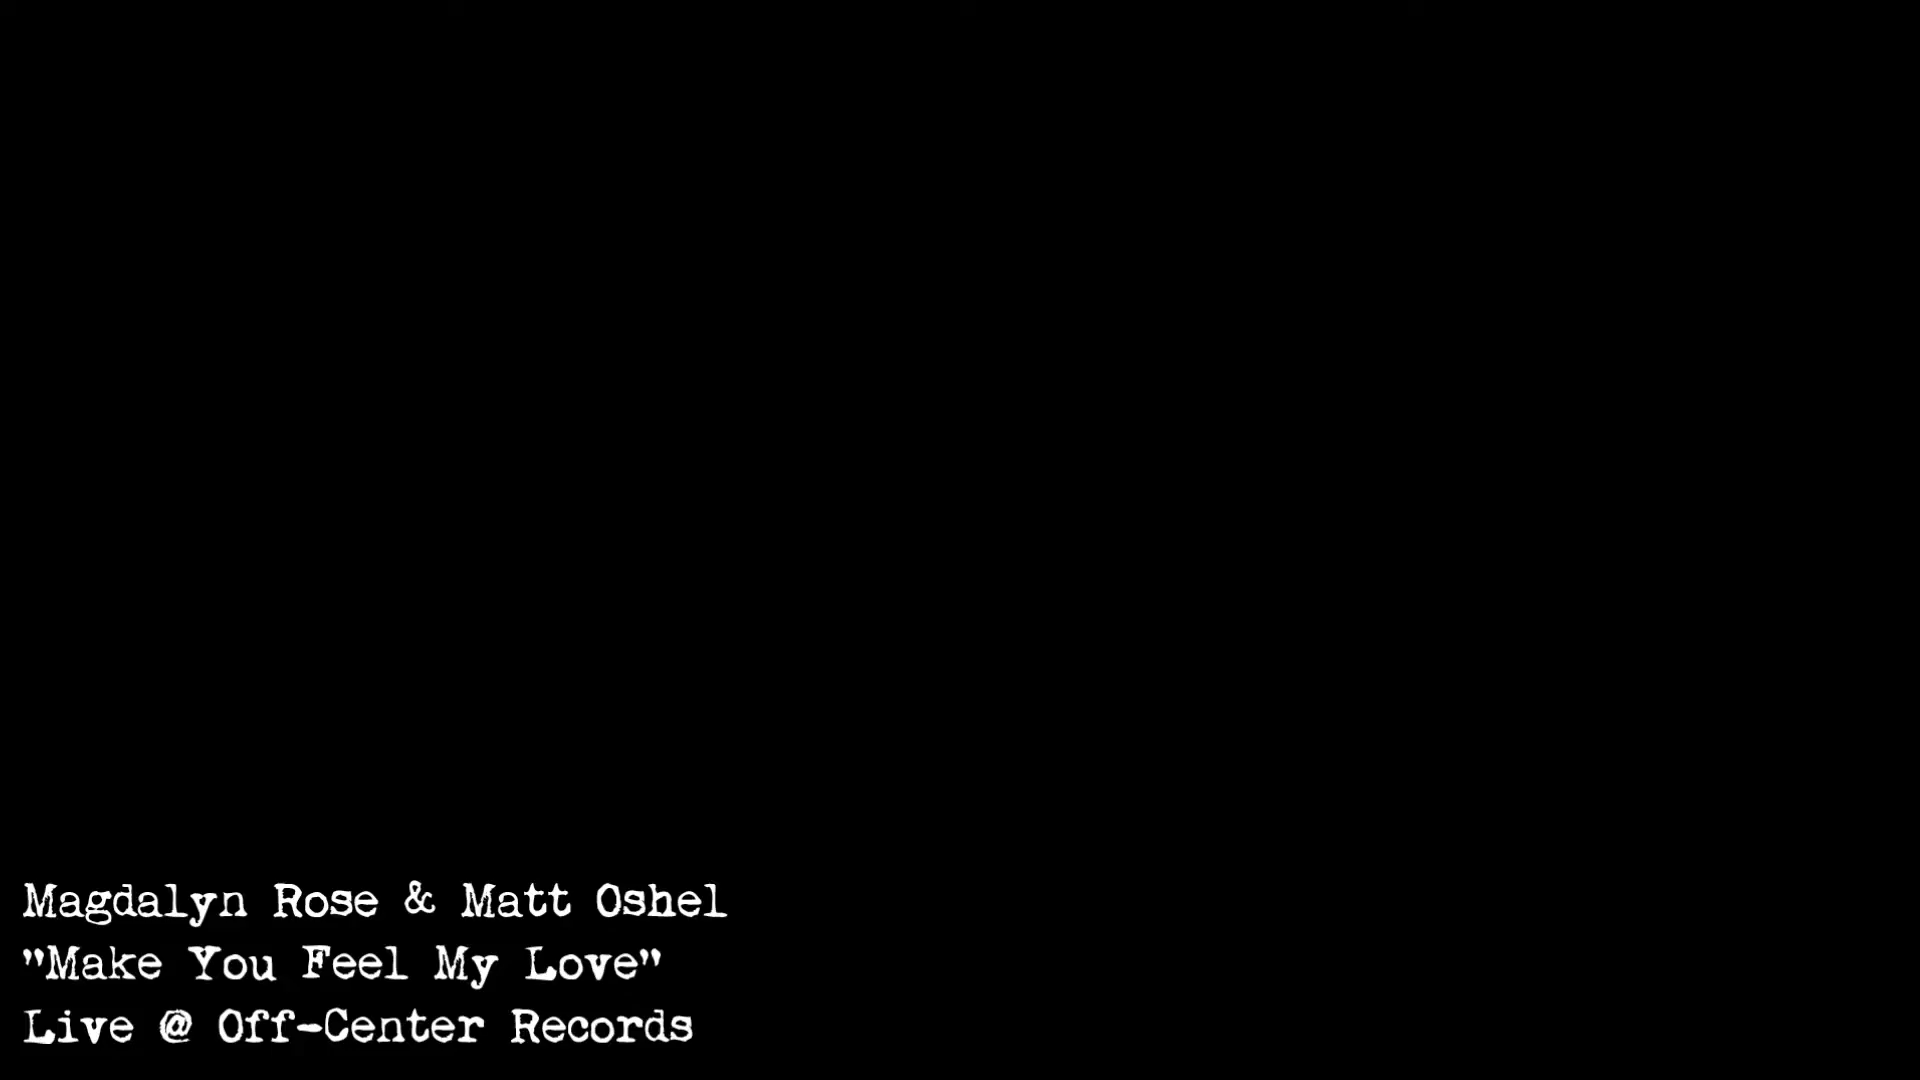 Magdalyn Rose & Matt Oshel
"Make You Feel My Love"
Live @ Off-Center Records